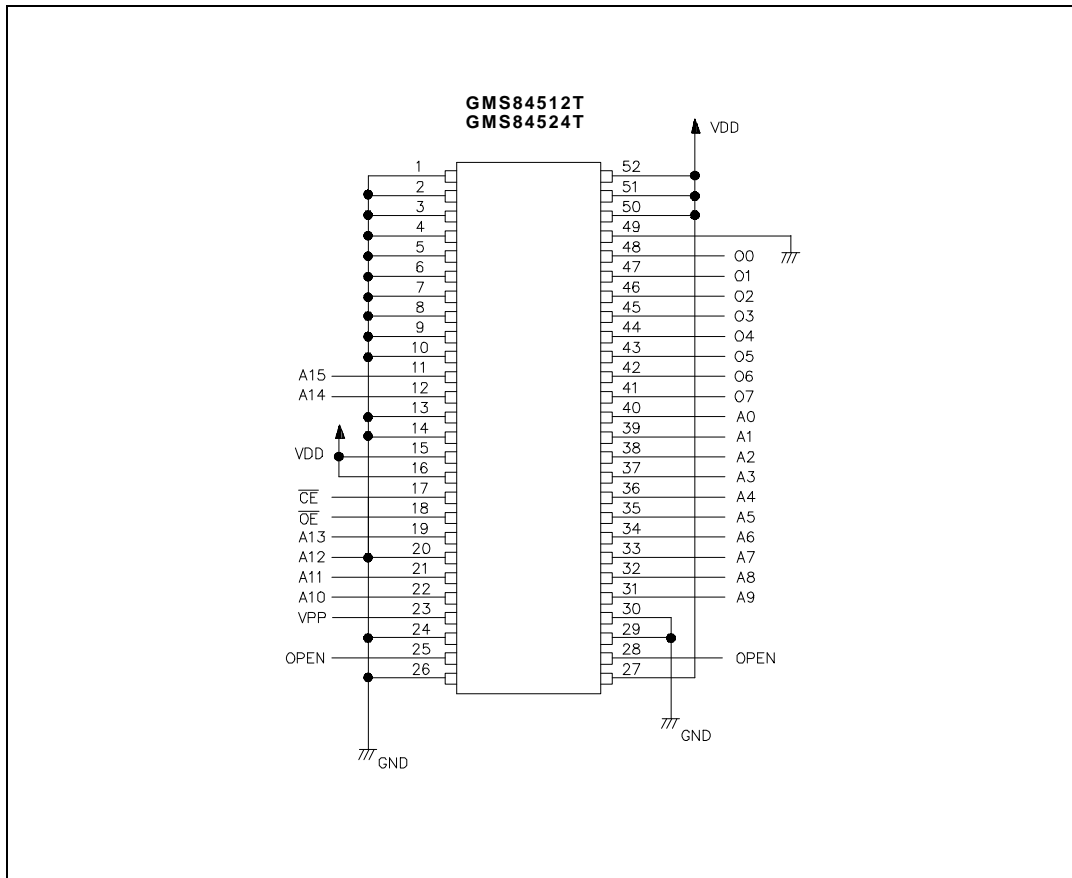 GMS84512T
GMS84524T
VDD
1 52
2 51
3 50
4 49
5 48 O0
6 47 O1
7 46 O2
8 45 O3
9 44 O4
10 43 O5
A15 11 42 O6
A14 12 41 O7
13 40 A0
14 39 A1
VDD 15 38 A2
16 37 A3
C̅E̅ 17 36 A4
O̅E̅ 18 35 A5
A13 19 34 A6
A12 20 33 A7
A11 21 32 A8
A10 22 31 A9
VPP 23 30
24 29
OPEN 25 28 OPEN
26 27
GND
GND